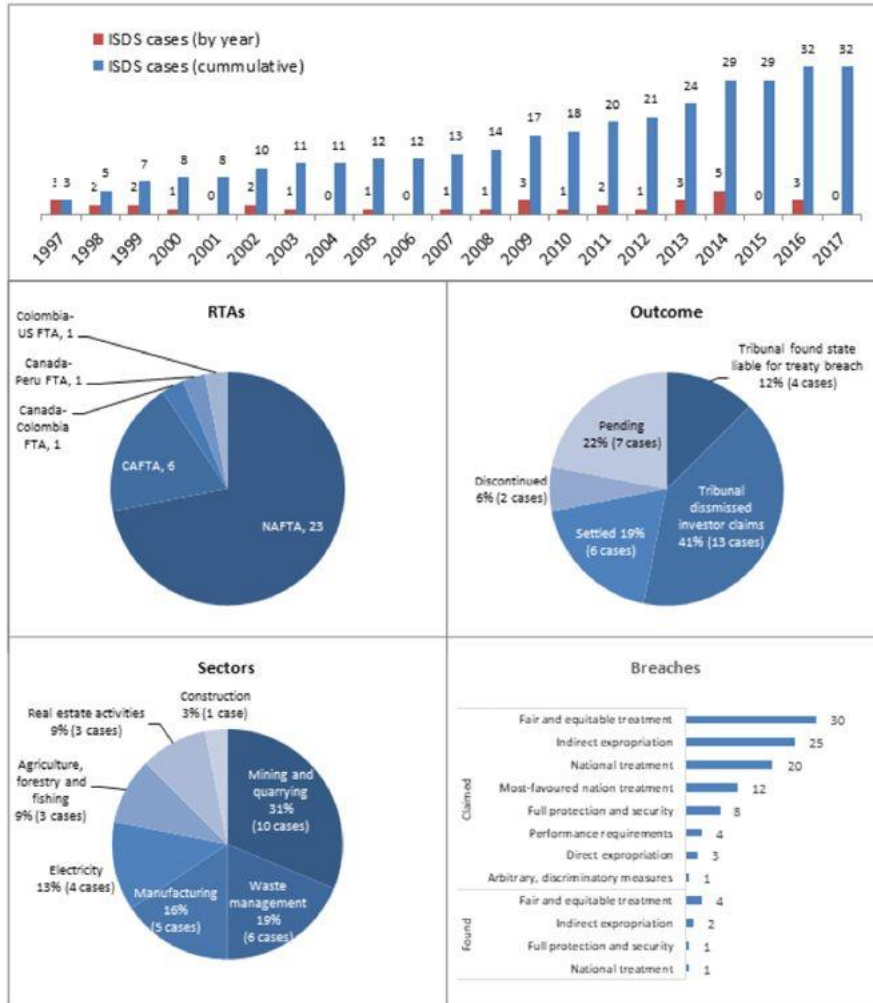 ISDS cases (by year)
ISDS cases (cummulative)
3 3 2 5 2 7 1 8 0 8 2 10 1 11 0 11 1 12 0 12 1 13 1 14 3 17 1 18 2 20 1 21 3 24 5 29 0 29 3 32 0 32
1997 1998 1999 2000 2001 2002 2003 2004 2005 2006 2007 2008 2009 2010 2011 2012 2013 2014 2015 2016 2017
RTAs
Colombia-
US FTA, 1
Canada-
Peru FTA, 1
Canada-
Colombia
FTA, 1
CAFTA, 6
NAFTA, 23
Outcome
Tribunal found state
liable for treaty breach
12% (4 cases)
Pending
22% (7 cases)
Discontinued
6% (2 cases)
Settled 19%
(6 cases)
Tribunal
dissmissed
investor claims
41% (13 cases)
Sectors
Construction
3% (1 case)
Real estate activities
9% (3 cases)
Agriculture,
forestry and
fishing
9% (3 cases)
Electricity
13% (4 cases)
Manufacturing
16%
(5 cases)
Waste
management
19%
(6 cases)
Mining and
quarrying
31%
(10 cases)
Breaches
Claimed
Fair and equitable treatment 30
Indirect expropriation 25
National treatment 20
Most-favoured nation treatment 12
Full protection and security 8
Performance requirements 4
Direct expropriation 3
Arbitrary, discriminatory measures 1
Found
Fair and equitable treatment 4
Indirect expropriation 2
Full protection and security 1
National treatment 1